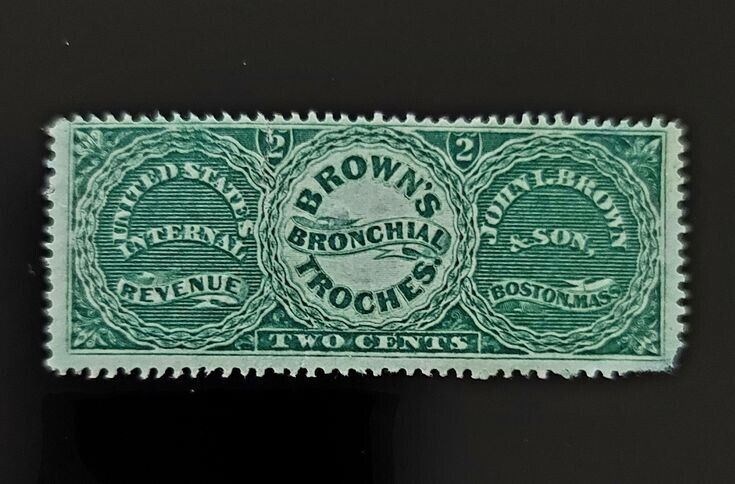 UNITED STATES
INTERNAL
REVENUE
2
BROWN'S
BRONCHIAL
TROCHES.
2
JOHN I. BROWN
& SON,
BOSTON, MASS
TWO CENTS